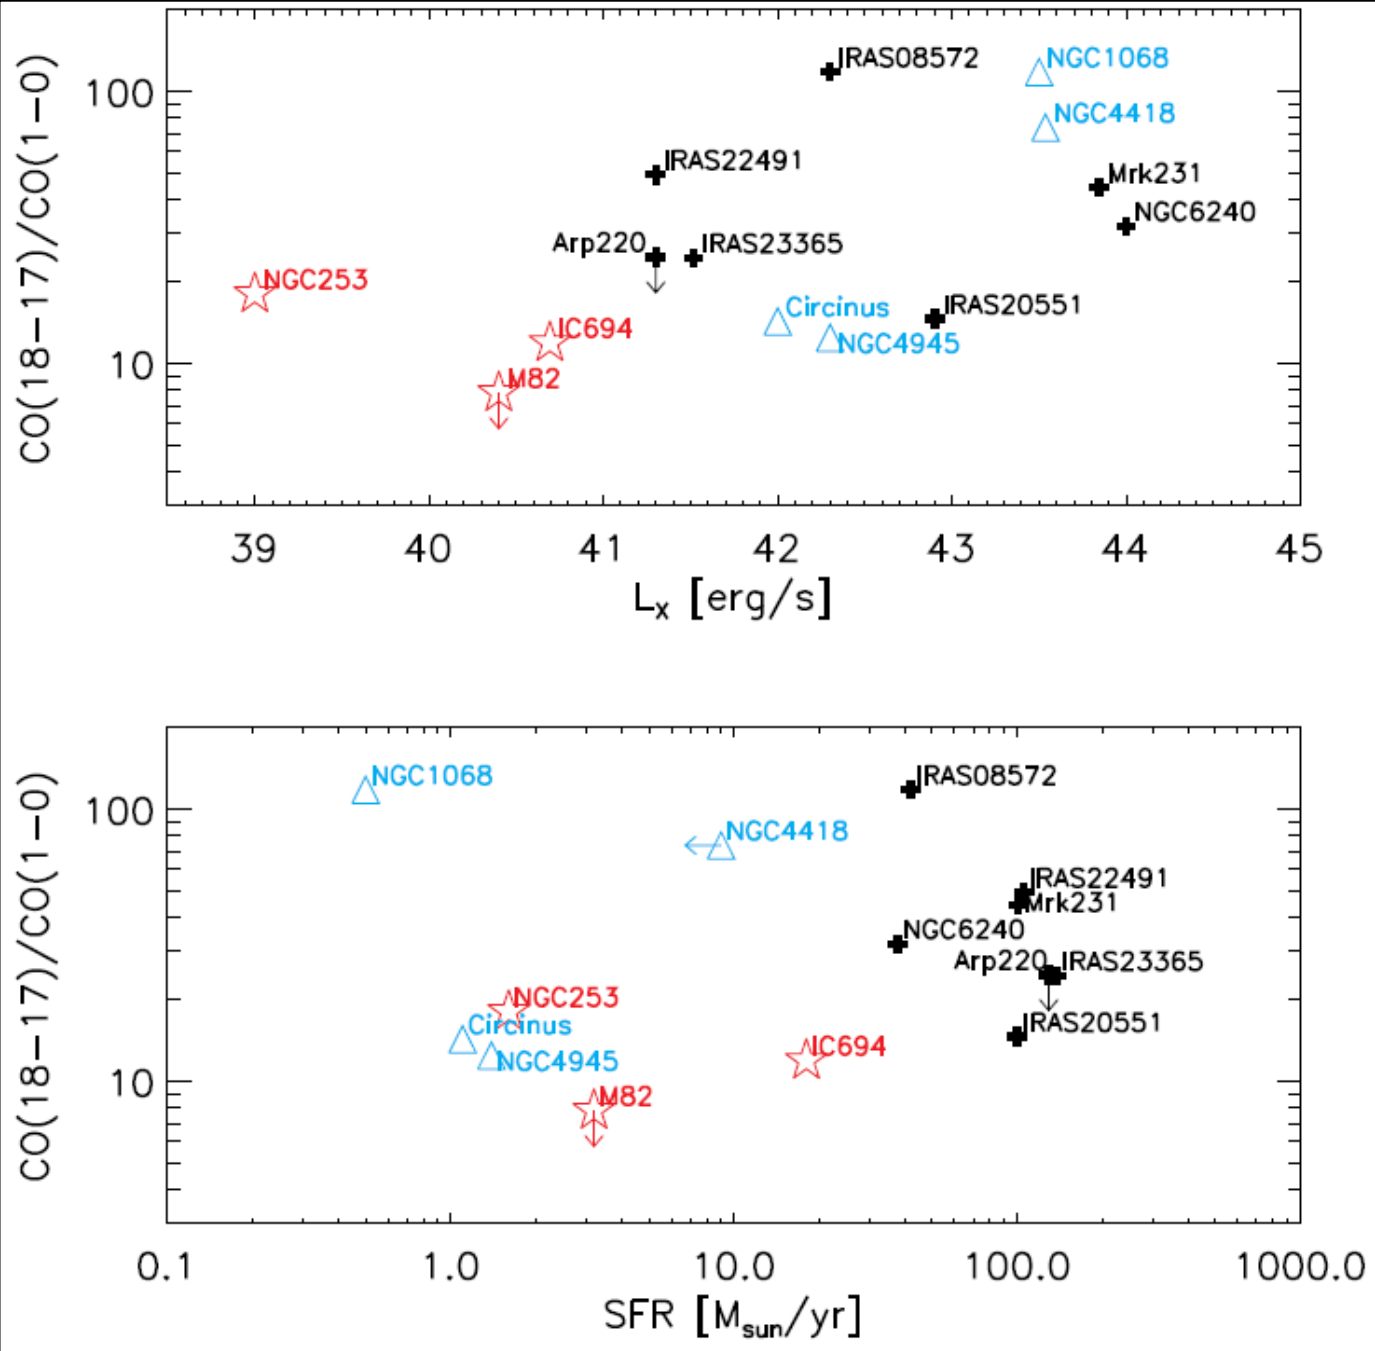 CO(18-17)/CO(1-0)
100
10
IRAS08572
NGC1068
NGC4418
IRAS22491
Mrk231
NGC6240
Arp220
IRAS23365
NGC253
IC694
Circinus
IRAS20551
NGC4945
M82
39 40 41 42 43 44 45
Lx [erg/s]
CO(18-17)/CO(1-0)
100
10
NGC1068
IRAS08572
NGC4418
IRAS22491
Mrk231
NGC6240
Arp220
IRAS23365
NGC253
Circinus
IRAS20551
NGC4945
IC694
M82
0.1 1.0 10.0 100.0 1000.0
SFR [Msun/yr]